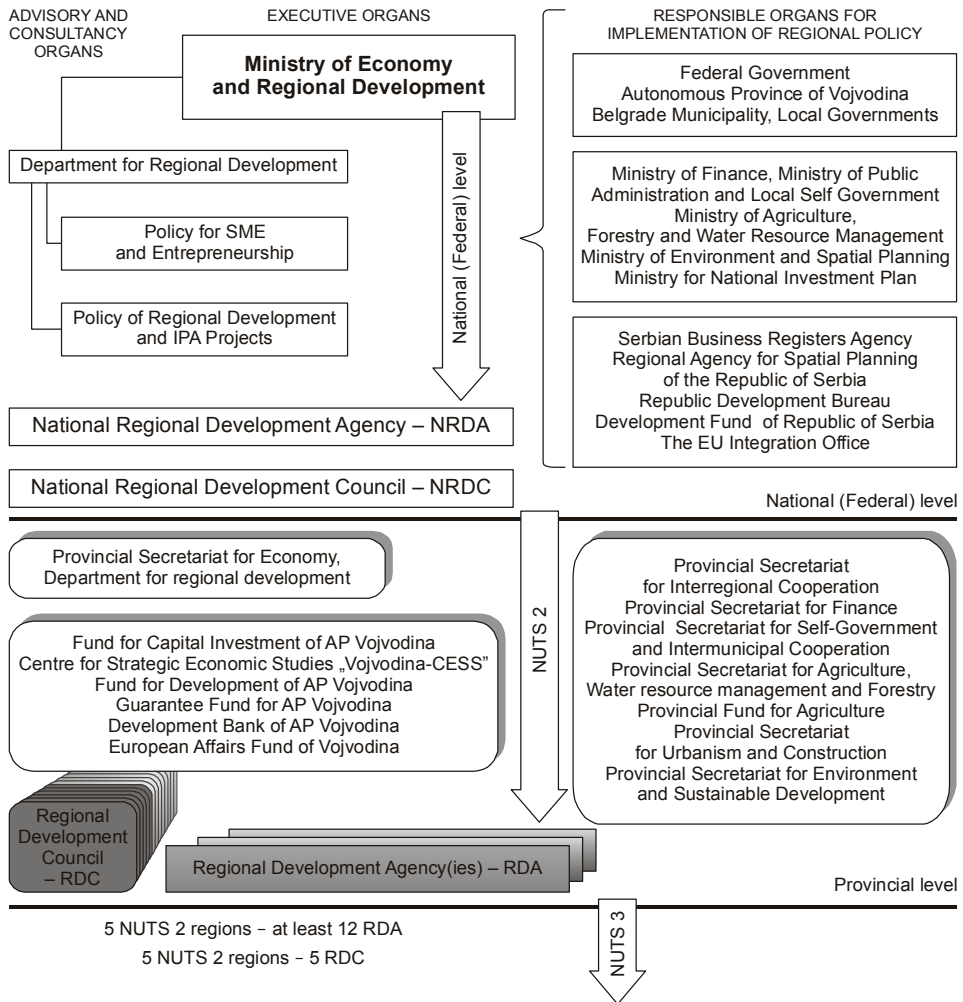 ADVISORY AND
CONSULTANCY
ORGANS
EXECUTIVE ORGANS
RESPONSIBLE ORGANS FOR
IMPLEMENTATION OF REGIONAL POLICY
Ministry of Economy
and Regional Development
Department for Regional Development
Policy for SME
and Entrepreneurship
Policy of Regional Development
and IPA Projects
National (Federal) level
Federal Government
Autonomous Province of Vojvodina
Belgrade Municipality, Local Governments
Ministry of Finance, Ministry of Public
Administration and Local Self Government
Ministry of Agriculture,
Forestry and Water Resource Management
Ministry of Environment and Spatial Planning
Ministry for National Investment Plan
Serbian Business Registers Agency
Regional Agency for Spatial Planning
of the Republic of Serbia
Republic Development Bureau
Development Fund of Republic of Serbia
The EU Integration Office
National Regional Development Agency – NRDA
National Regional Development Council – NRDC
National (Federal) level
Provincial Secretariat for Economy,
Department for regional development
Fund for Capital Investment of AP Vojvodina
Centre for Strategic Economic Studies „Vojvodina-CESS”
Fund for Development of AP Vojvodina
Guarantee Fund for AP Vojvodina
Development Bank of AP Vojvodina
European Affairs Fund of Vojvodina
NUTS 2
Provincial Secretariat
for Interregional Cooperation
Provincial Secretariat for Finance
Provincial Secretariat for Self-Government
and Intermunicipal Cooperation
Provincial Secretariat for Agriculture,
Water resource management and Forestry
Provincial Fund for Agriculture
Provincial Secretariat
for Urbanism and Construction
Provincial Secretariat for Environment
and Sustainable Development
Regional
Development
Council
– RDC
Regional Development Agency(ies) – RDA
Provincial level
5 NUTS 2 regions – at least 12 RDA
5 NUTS 2 regions – 5 RDC
NUTS 3